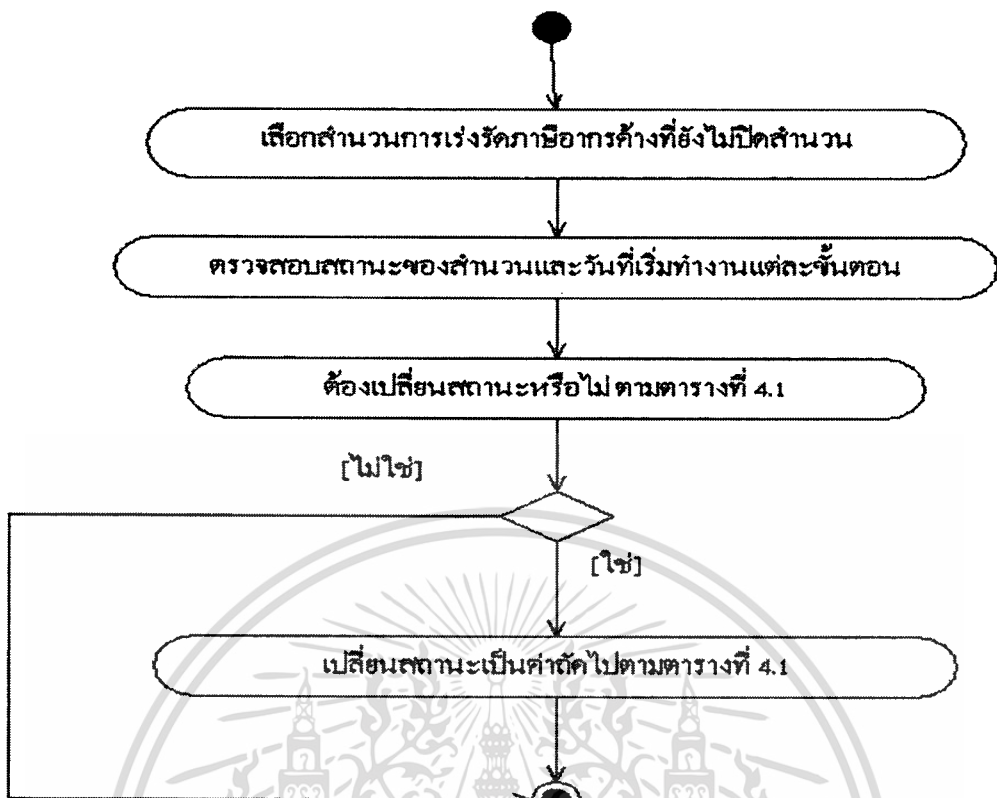 เลือกสำนวนการเร่งรัดภาษีอากรค้างที่ยังไม่ปิดสำนวน
ตรวจสอบสถานะของสำนวนและวันที่เริ่มทำงานแต่ละขั้นตอน
ต้องเปลี่ยนสถานะหรือไม่ ตามตารางที่ 4.1
[ไม่ใช่]
[ใช่]
เปลี่ยนสถานะเป็นค่าถัดไปตามตารางที่ 4.1